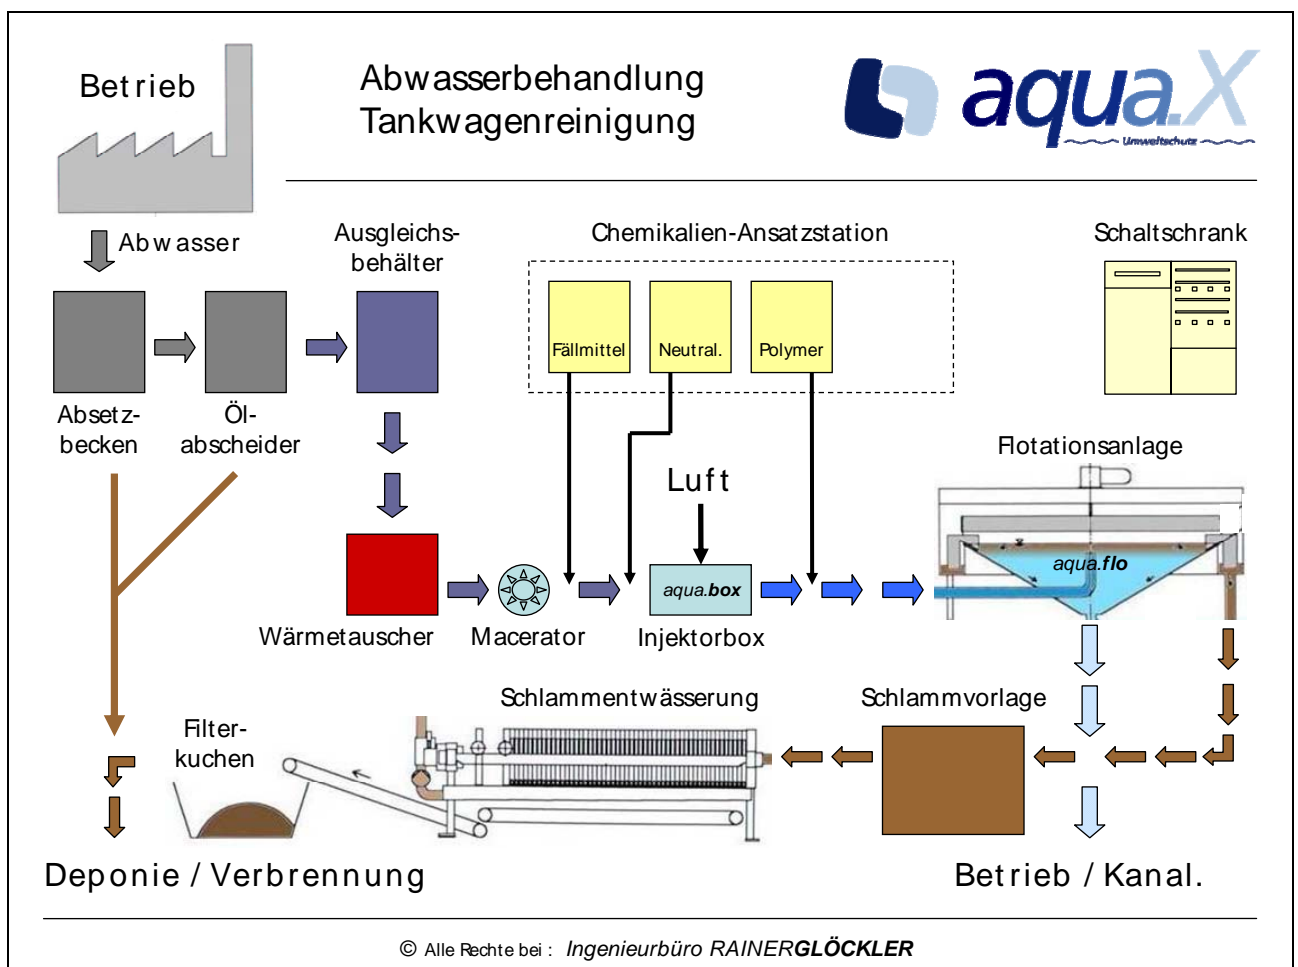 Betrieb
Abwasserbehandlung
Tankwagenreinigung
aqua.X
Umweltschutz
Abwasser
Ausgleichs-
behälter
Chemikalien-Ansatzstation
Schaltschrank
Fällmittel
Neutral.
Polymer
Absetz-
becken
Öl-
abscheider
Flotationsanlage
Luft
aqua.flo
aqua.box
Wärmetauscher
Macerator
Injektorbox
Schlammentwässerung
Schlammvorlage
Filter-
kuchen
Deponie / Verbrennung
Betrieb / Kanal.
© Alle Rechte bei : Ingenieurbüro RAINERGLÖCKLER